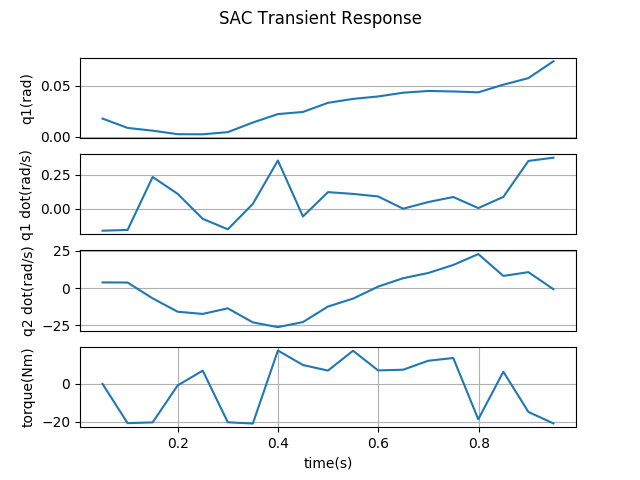 SAC Transient Response
q1(rad)
0.05
0.00
q1 dot(rad/s)
0.25
0.00
q2 dot(rad/s)
25
0
−25
torque(Nm)
0
−20
0.2 0.4 0.6 0.8
time(s)